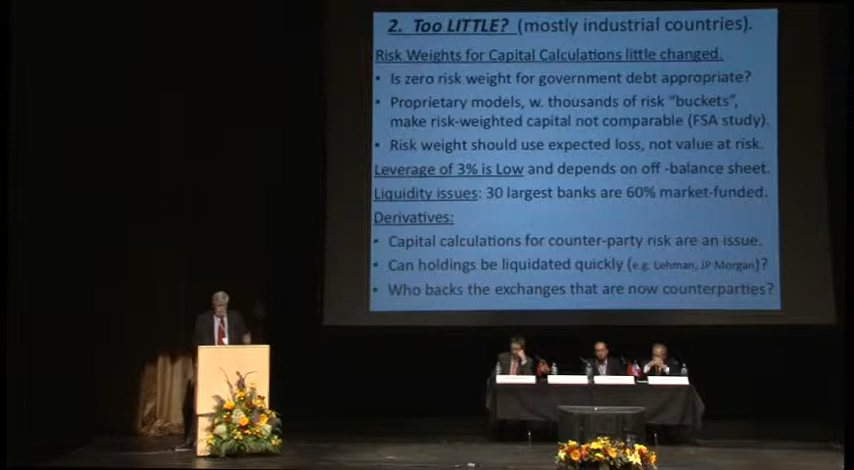 2. Too LITTLE? (mostly industrial countries).
Risk Weights for Capital Calculations little changed.
• Is zero risk weight for government debt appropriate?
• Proprietary models, w. thousands of risk “buckets”,
make risk-weighted capital not comparable (FSA study).
• Risk weight should use expected loss, not value at risk.
Leverage of 3% is Low and depends on off -balance sheet.
Liquidity issues: 30 largest banks are 60% market-funded.
Derivatives:
• Capital calculations for counter-party risk are an issue.
• Can holdings be liquidated quickly (e.g. Lehman, JP Morgan)?
• Who backs the exchanges that are now counterparties?